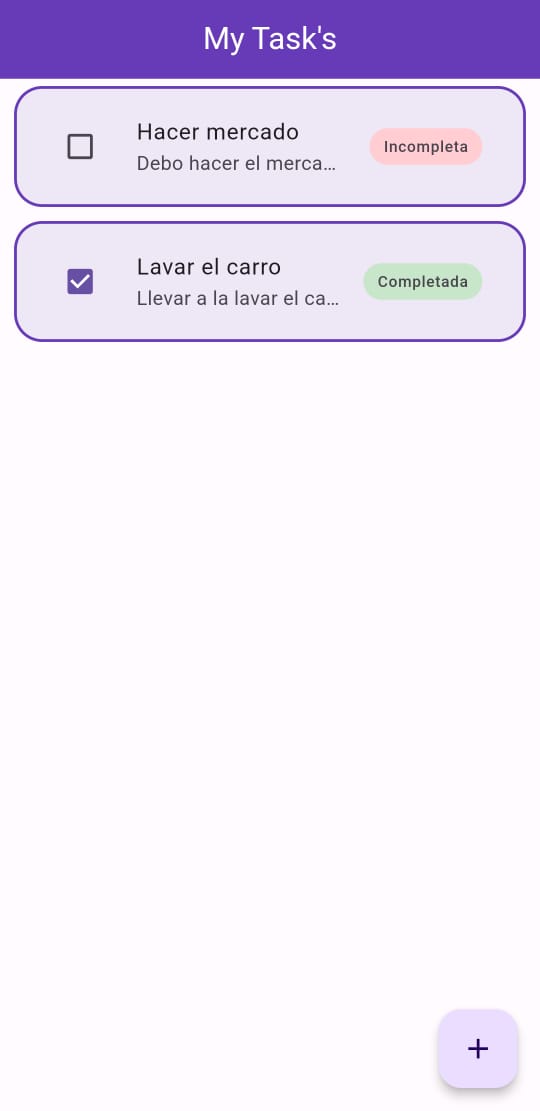 My Task's
Hacer mercado
Debo hacer el merca…
Incompleta
Lavar el carro
Llevar a la lavar el ca…
Completada